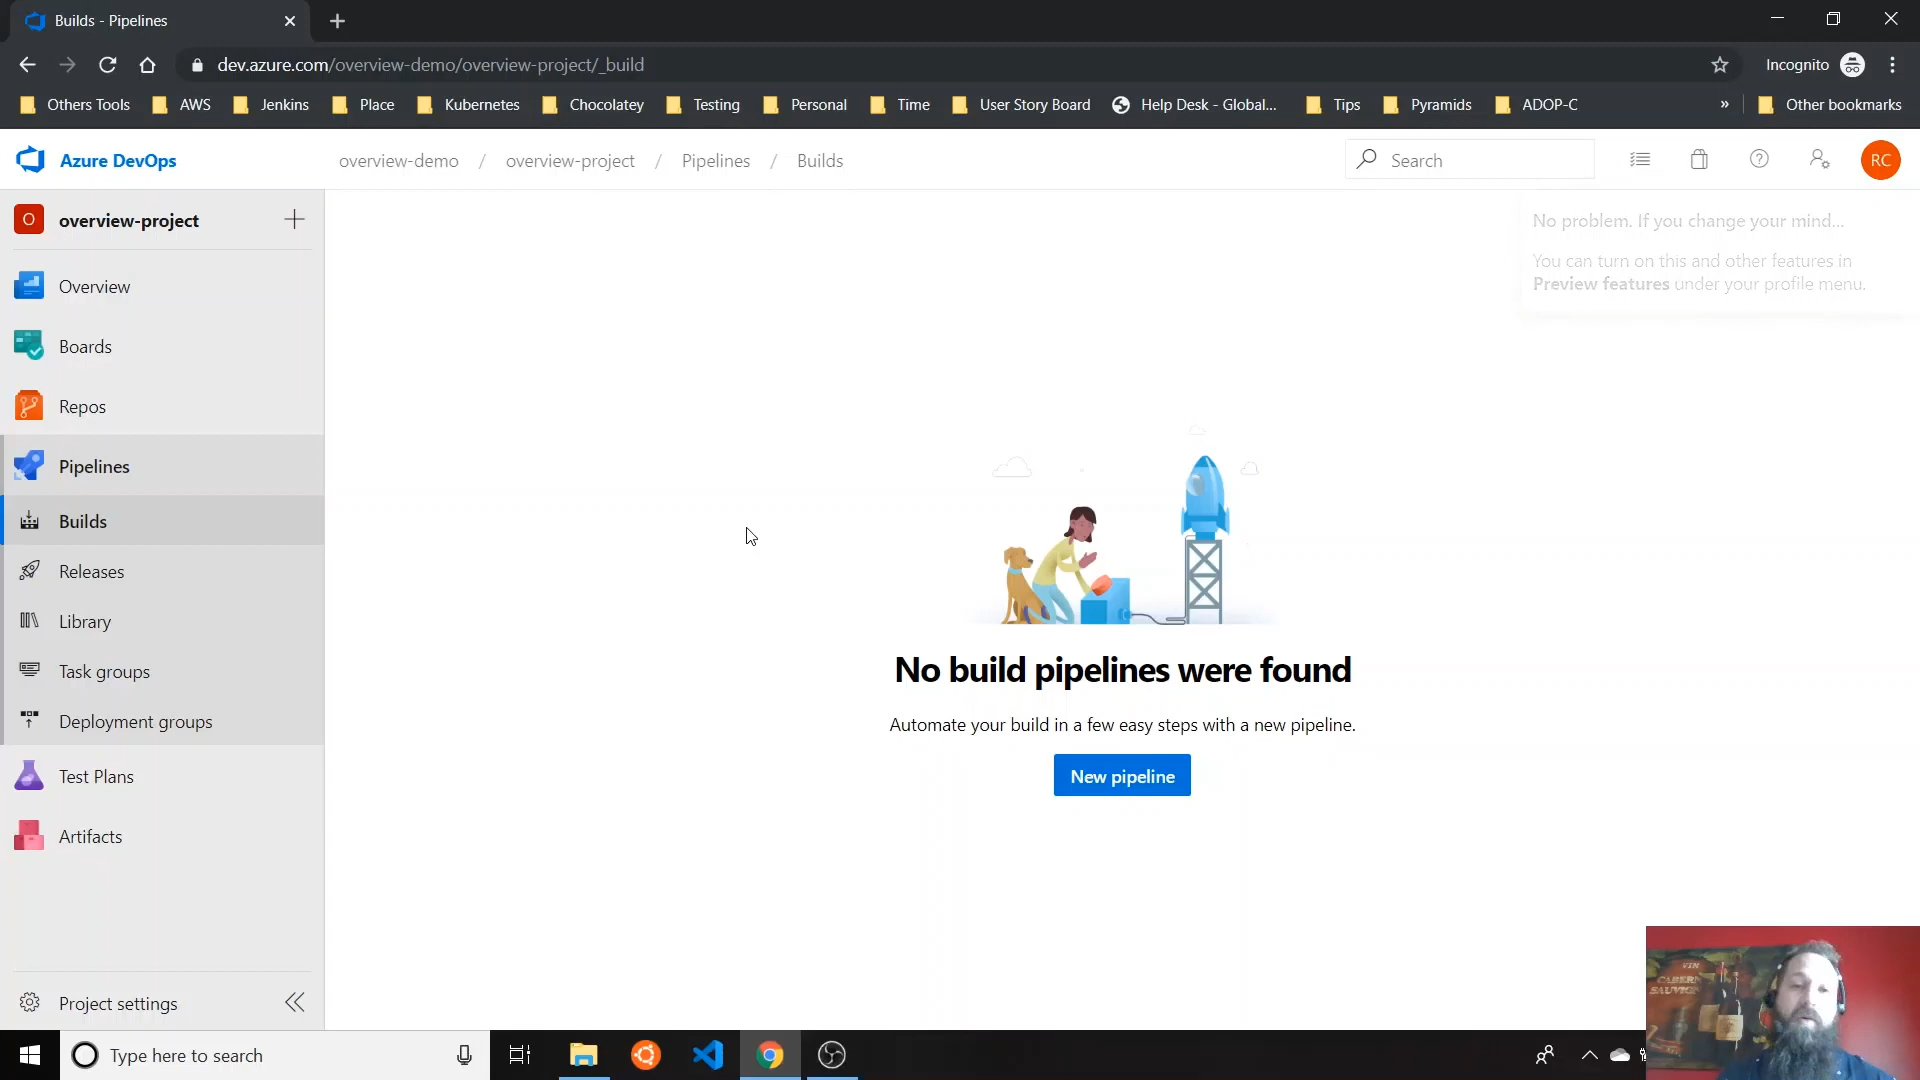 Builds - Pipelines
dev.azure.com/overview-demo/overview-project/_build
Incognito
Others Tools
AWS
Jenkins
Place
Kubernetes
Chocolatey
Testing
Personal
Time
User Story Board
Help Desk - Global...
Tips
Pyramids
ADOP-C
»
Other bookmarks
Azure DevOps
overview-demo / overview-project / Pipelines / Builds
Search
RC
O
overview-project
No problem. If you change your mind...
You can turn on this and other features in
Preview features under your profile menu.
Overview
Boards
Repos
Pipelines
Builds
Releases
Library
Task groups
Deployment groups
Test Plans
Artifacts
No build pipelines were found
Automate your build in a few easy steps with a new pipeline.
New pipeline
Project settings
VIN
CABERN
SAUVIGN
Type here to search